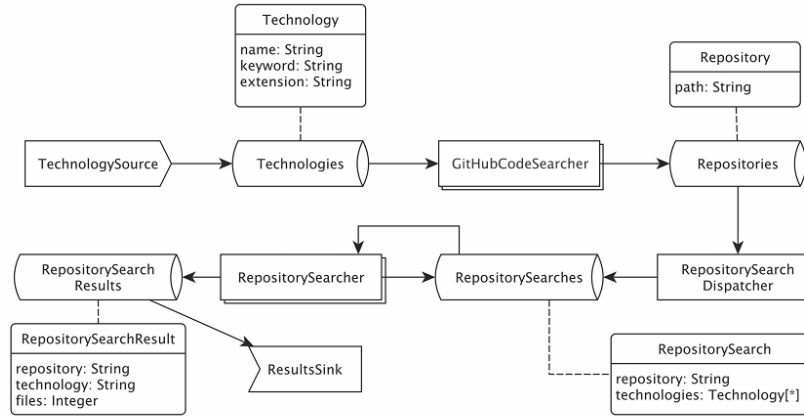 Technology
name: String
keyword: String
extension: String
Repository
path: String
TechnologySource
Technologies
GitHubCodeSearcher
Repositories
RepositorySearch
Results
RepositorySearcher
RepositorySearches
RepositorySearch
Dispatcher
RepositorySearchResult
repository: String
technology: String
files: Integer
ResultsSink
RepositorySearch
repository: String
technologies: Technology[*]